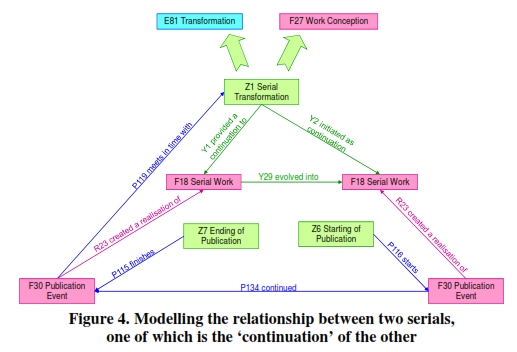 E81 Transformation
F27 Work Conception
Z1 Serial
Transformation
Y1 provided a
continuation to
Y2 initiated as
continuation
P119 meets in time with
F18 Serial Work
Y29 evolved into
F18 Serial Work
R23 created a realisation of
Z7 Ending of
Publication
Z6 Starting of
Publication
R23 created a realisation of
P115 finishes
P116 starts
F30 Publication
Event
P134 continued
F30 Publication
Event
Figure 4. Modelling the relationship between two serials,
one of which is the ‘continuation’ of the other